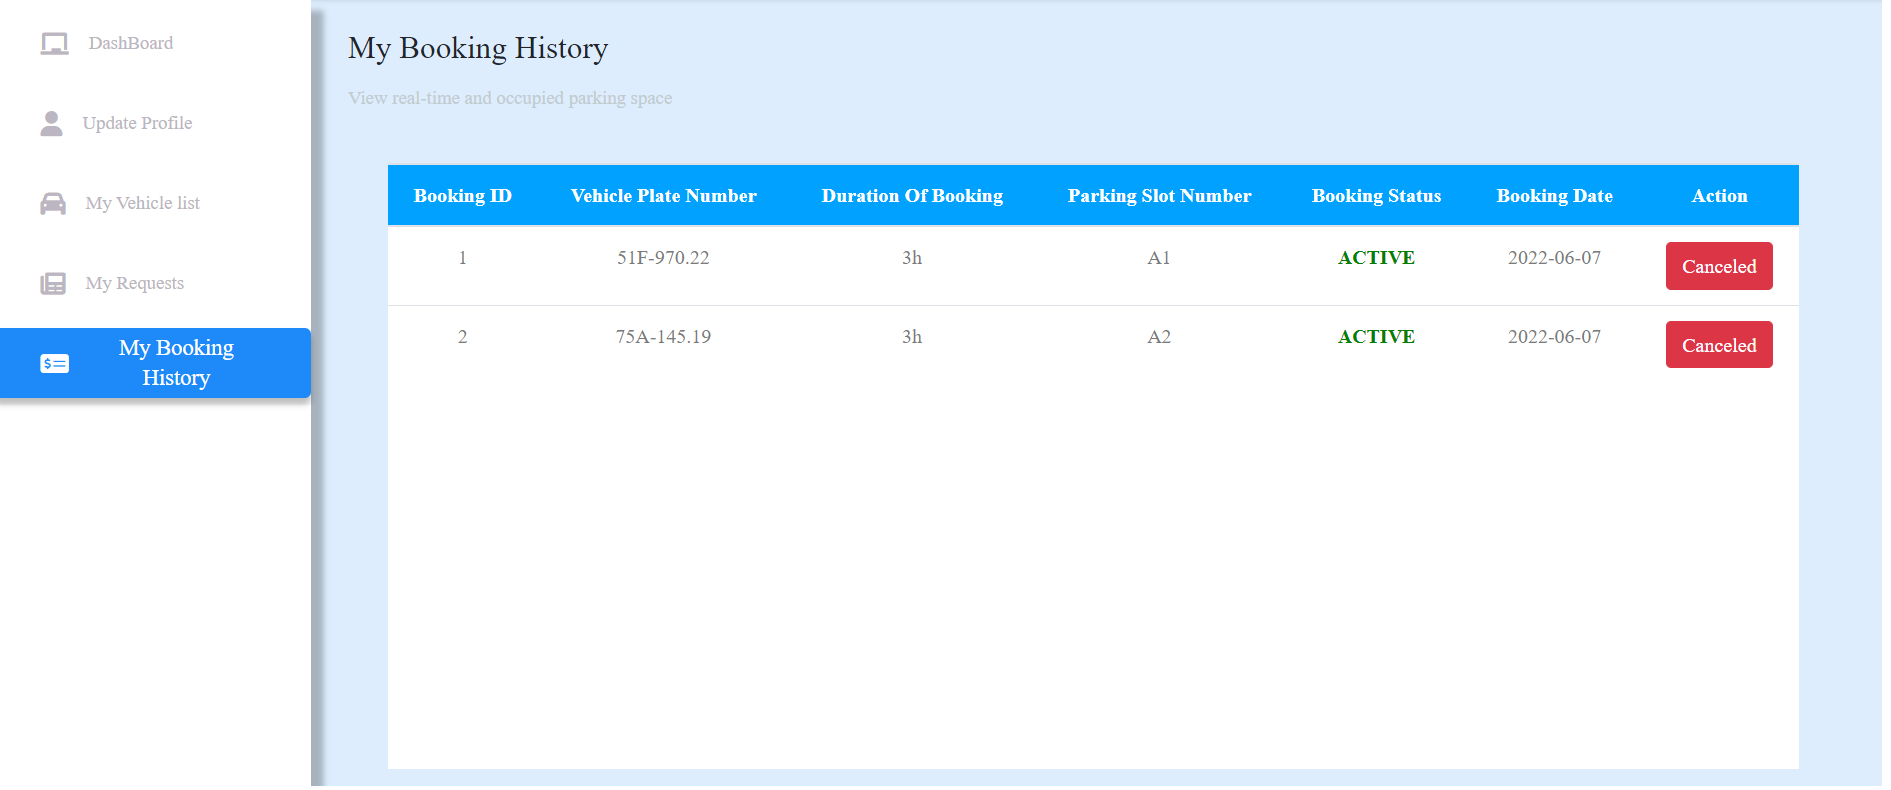 DashBoard
Update Profile
My Vehicle list
My Requests
My Booking
History
My Booking History
View real-time and occupied parking space
Booking ID Vehicle Plate Number Duration Of Booking Parking Slot Number Booking Status Booking Date Action
1 51F-970.22 3h A1 ACTIVE 2022-06-07 Canceled
2 75A-145.19 3h A2 ACTIVE 2022-06-07 Canceled